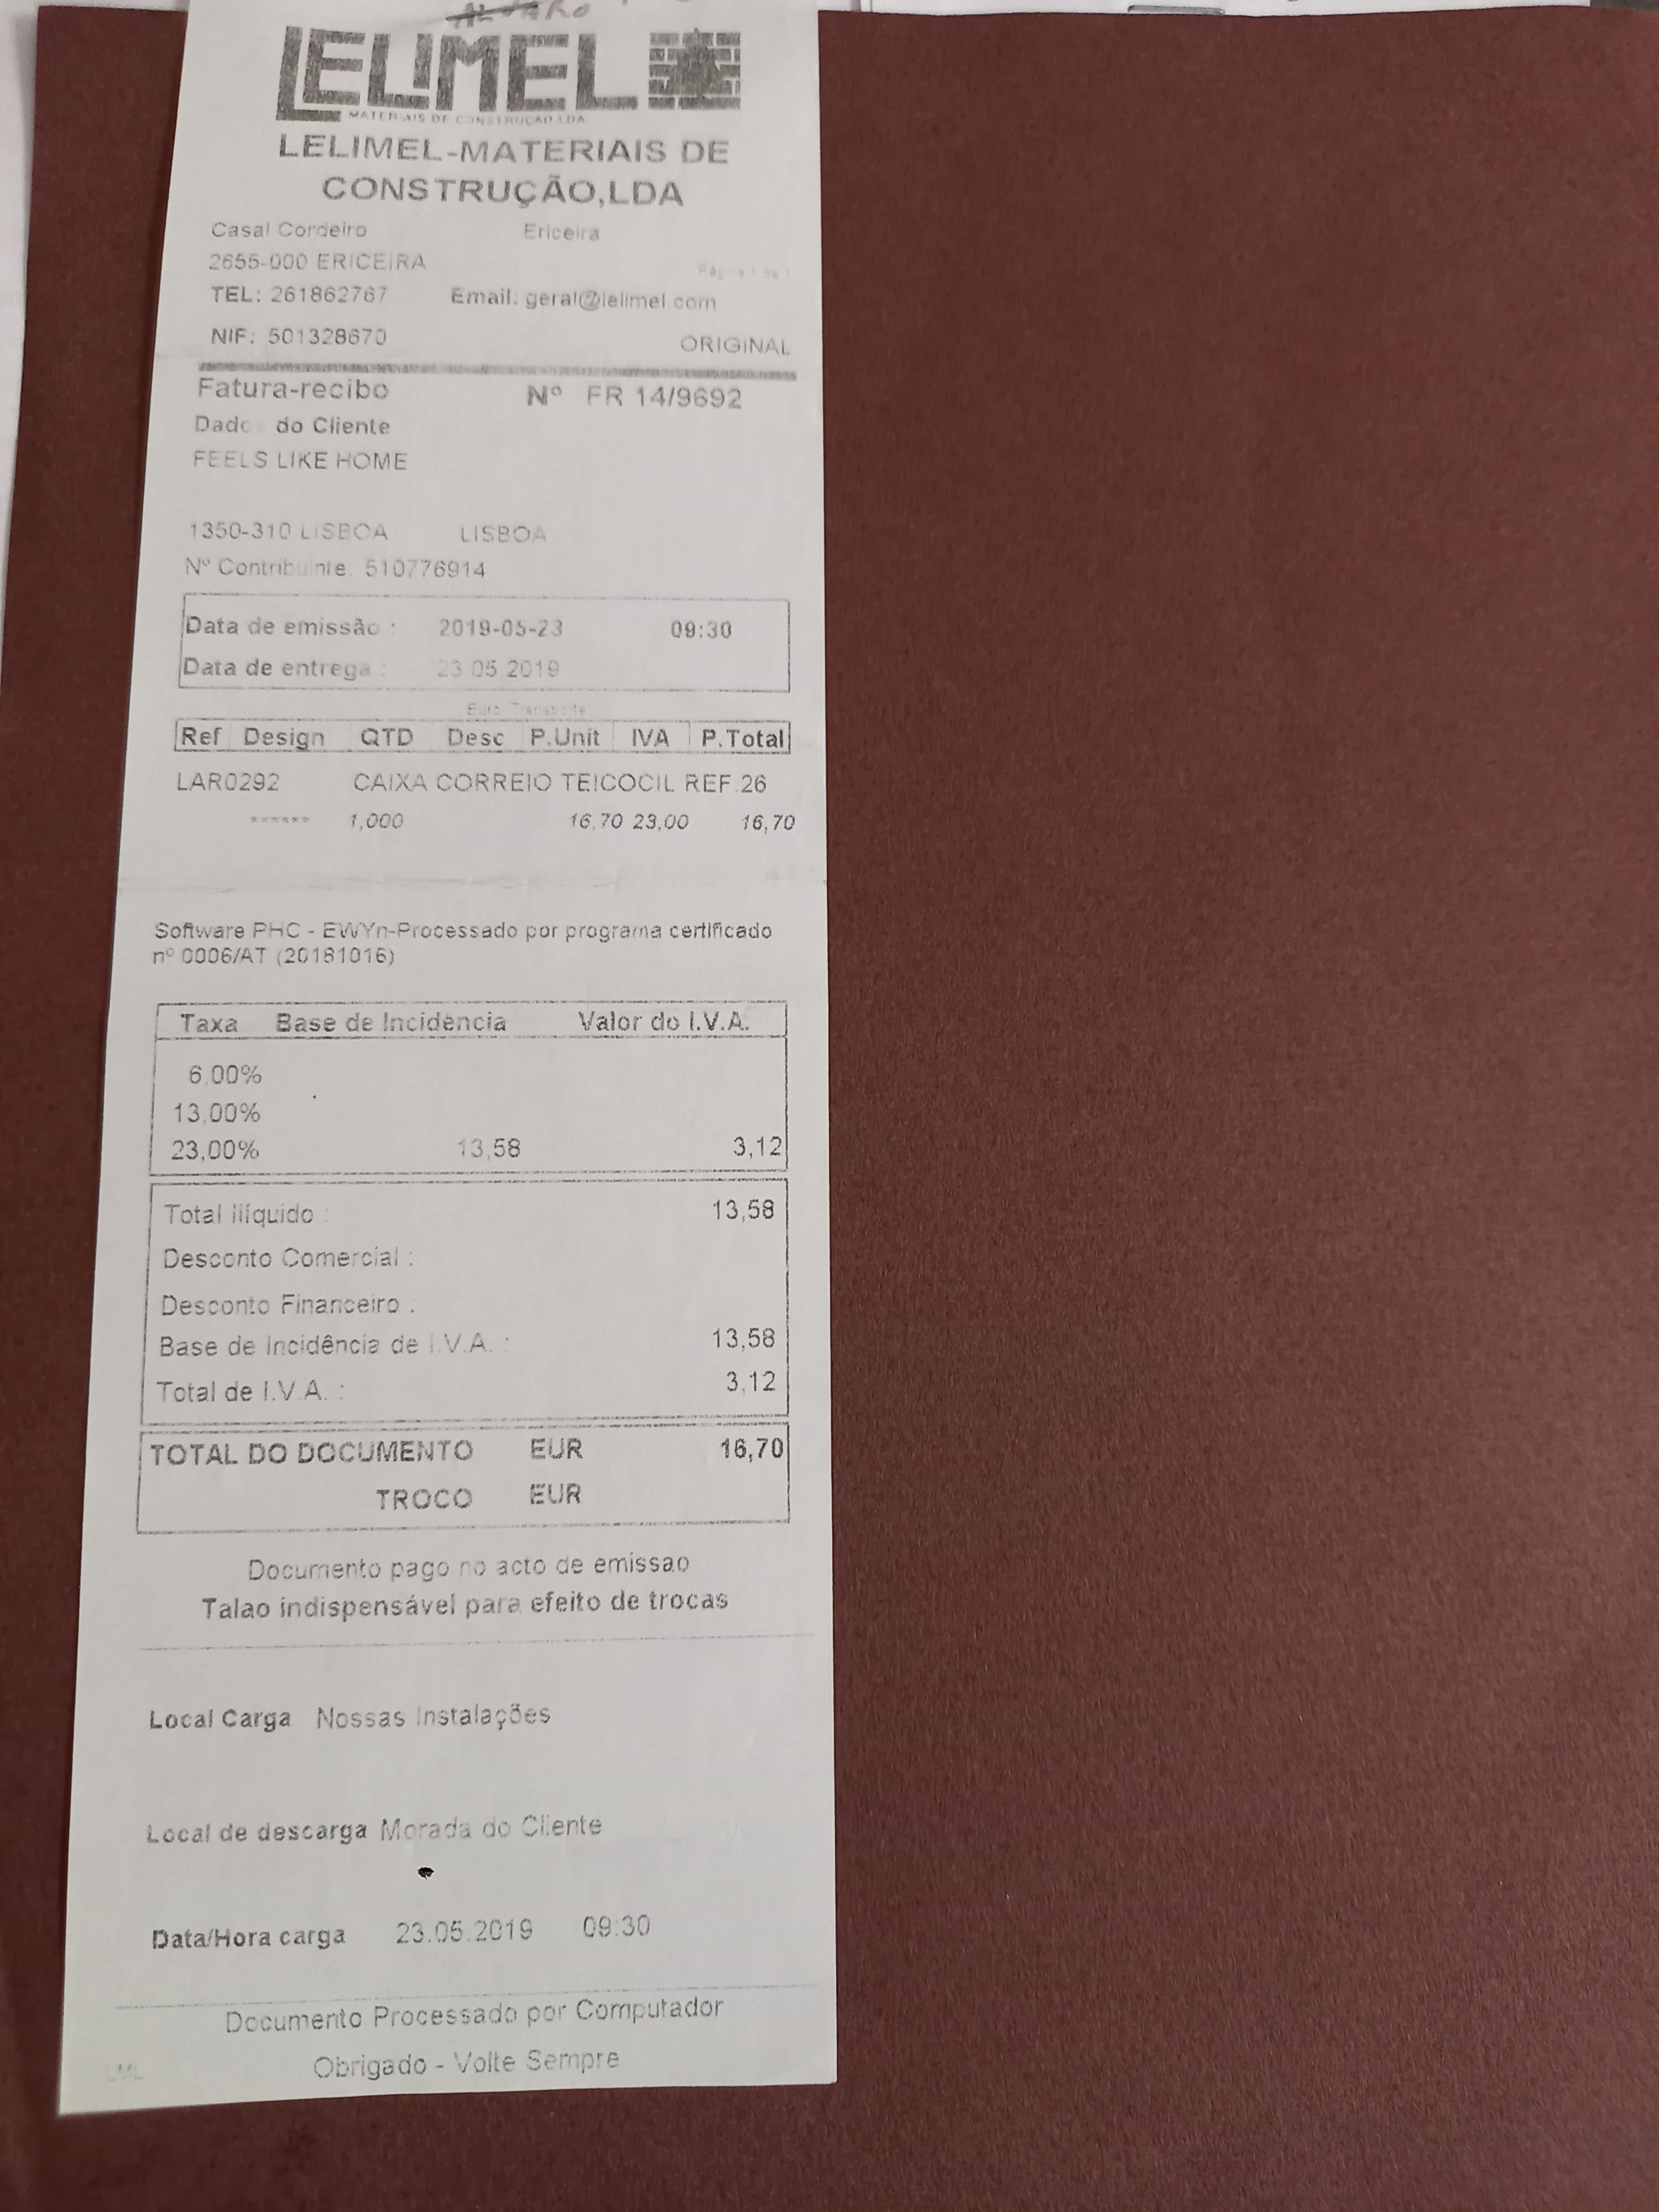 ALVARO
LELIMEL
MATERIAIS DE CONSTRUCAO LDA
LELIMEL-MATERIAIS DE
CONSTRUÇÃO,LDA
Casal Cordeiro Ericeira
2655-000 ERICEIRA
Página 1 de 1
TEL: 261862767 Email: geral@lelimel.com
NIF: 501328670 ORIGINAL
Fatura-recibo Nº FR 14/9692
Dado do Cliente
FEELS LIKE HOME
1350-310 LISBOA LISBOA
Nº Contribuinte. 510776914
Data de emissão : 2019-05-23 09:30
Data de entrega : 23.05.2019
Euro Transporte
Ref Design QTD Desc P.Unit IVA P.Total
LAR0292 CAIXA CORREIO TEICOCIL REF.26
****** 1,000 16,70 23,00 16,70
Software PHC - EWYn-Processado por programa certificado
nº 0006/AT (20181016)
Taxa Base de Incidência Valor do I.V.A.
6,00%
13,00%
23,00% 13,58 3,12
Total Ilíquido : 13,58
Desconto Comercial :
Desconto Financeiro .
Base de Incidência de I.V.A. : 13,58
Total de I.V.A. : 3,12
TOTAL DO DOCUMENTO EUR 16,70
TROCO EUR
Documento pago no acto de emissao
Talao indispensável para efeito de trocas
Local Carga Nossas Instalações
Local de descarga Morada do Cliente
Data/Hora carga 23.05.2019 09:30
Documento Processado por Computador
Obrigado - Volte Sempre
LML